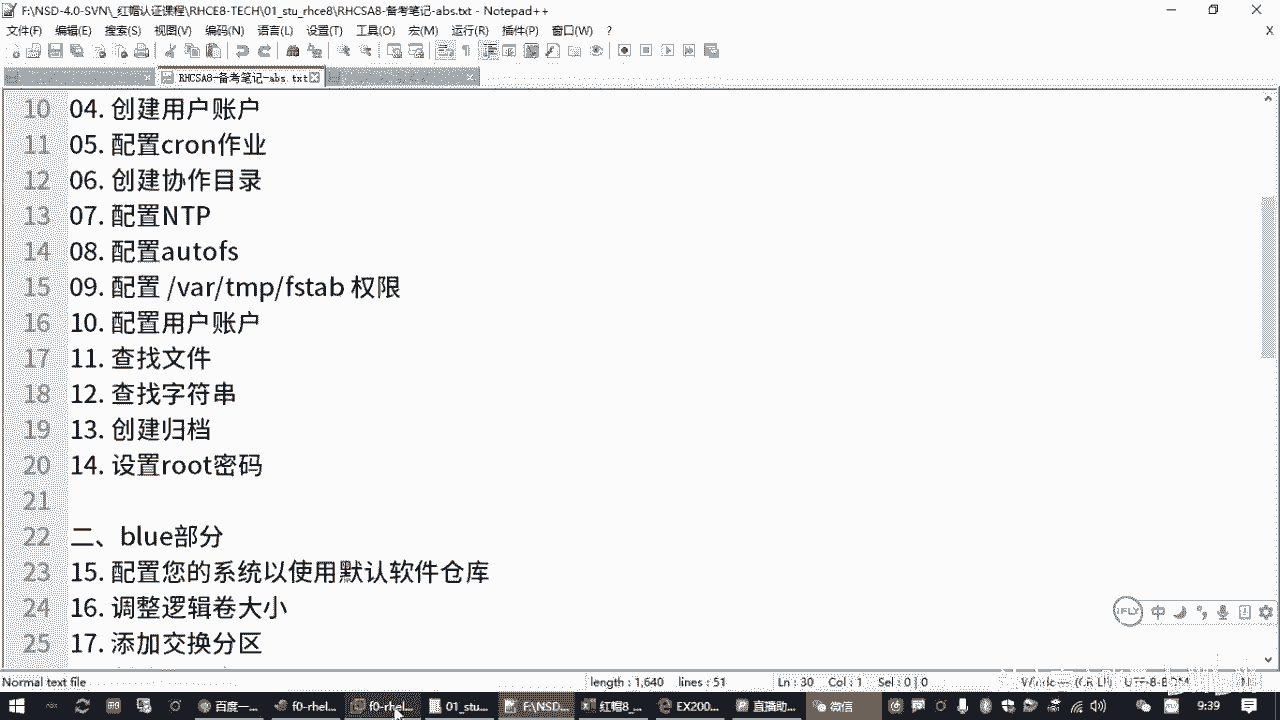 F:\NSD-4.0-SVN\_红帽认证课程\RHCE8-TECH\01_stu_rhce8\RHCSA8-备考笔记-abs.txt - Notepad++
文件(F) 编辑(E) 搜索(S) 视图(V) 编码(N) 语言(L) 设置(T) 工具(O) 宏(M) 运行(R) 插件(P) 窗口(W) ? X
RHCSA8-备考笔记-abs.txt
10 04. 创建用户账户
11 05. 配置cron作业
12 06. 创建协作目录
13 07. 配置NTP
14 08. 配置autofs
15 09. 配置 /var/tmp/fstab 权限
16 10. 配置用户账户
17 11. 查找文件
18 12. 查找字符串
19 13. 创建归档
20 14. 设置root密码
21
22 二、blue部分
23 15. 配置您的系统以使用默认软件仓库
24 16. 调整逻辑卷大小
25 17. 添加交换分区
iFLY 中
Normal text file length : 1,640 lines : 51 Ln : 30 Col : 1 Sel : 0 | 0 UTF-8-BOM
百度一... f0-rhel... f0-rhel... 01_stu... F:\NSD... 红帽8_... EX200... 直播助... 微信 9:39